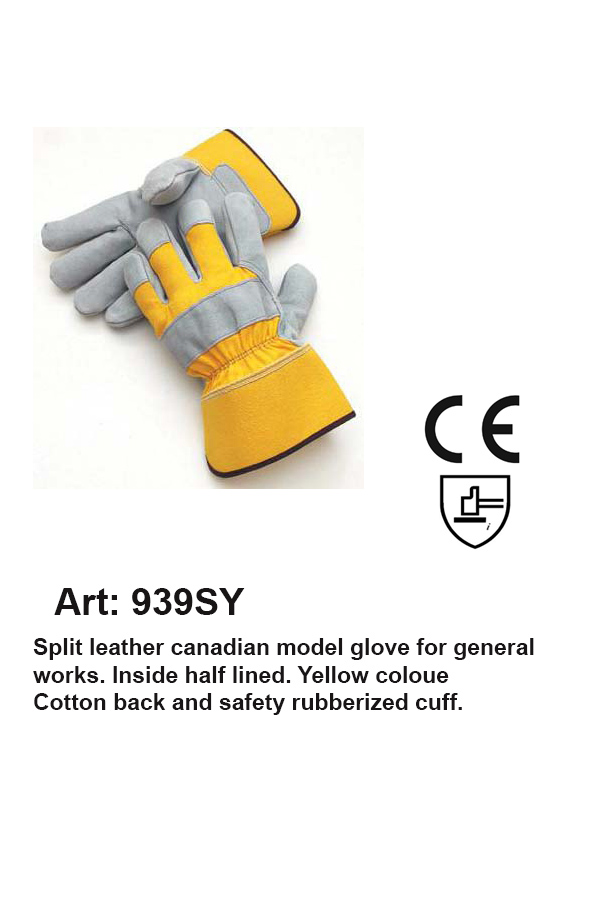 CE
i
Art: 939SY
Split leather canadian model glove for general
works. Inside half lined. Yellow coloue
Cotton back and safety rubberized cuff.